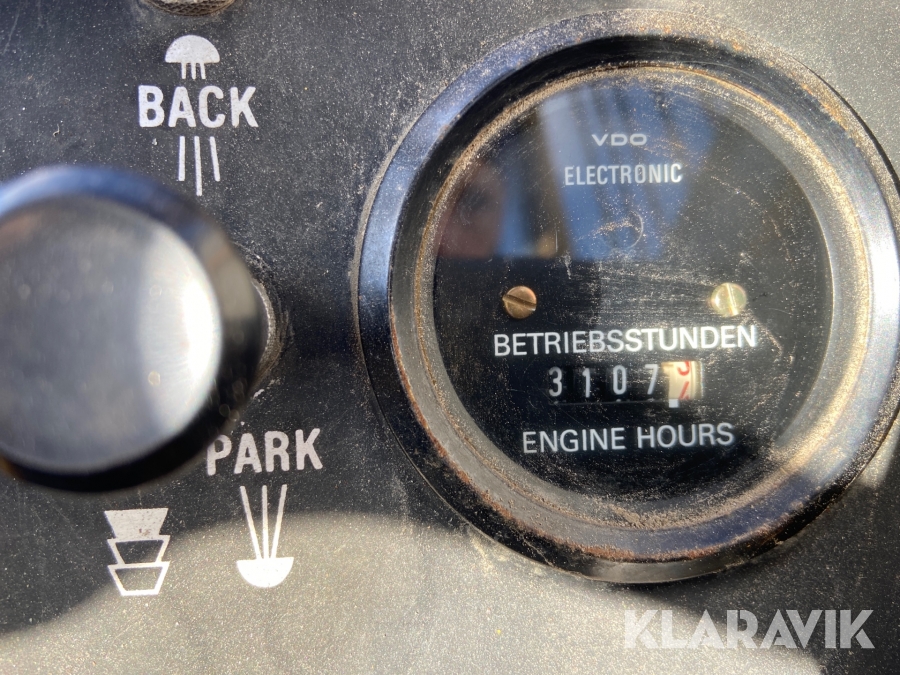 BACK
VDO
ELECTRONIC
BETRIEBSSTUNDEN
3107
ENGINE HOURS
PARK
KLARAVIK